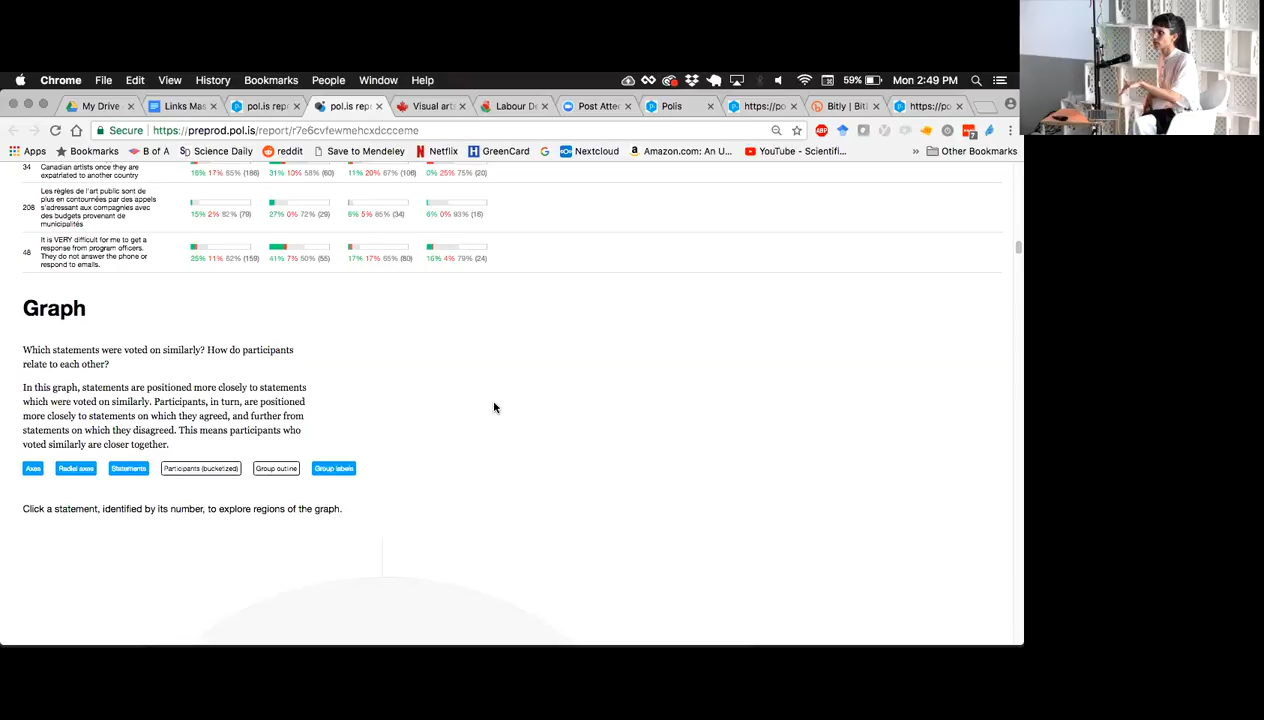 Chrome File Edit View History Bookmarks People Window Help 59% Mon 2:49 PM
My Drive - Links Mas pol.is repo pol.is repo Visual arts Labour De Post Atte Polis https://po Bitly | Bitl https://po
Secure https://preprod.pol.is/report/r7e6cvfewmehcxdccceme
Apps Bookmarks B of A Science Daily reddit Save to Mendeley Netflix GreenCard Nextcloud Amazon.com: An U... YouTube - Scientifi... » Other Bookmarks
34 Canadian artists once they are
expatriated to another country
16% 17% 65% (186) 31% 10% 58% (60) 11% 20% 67% (106) 0% 25% 75% (20)
208 Les règles de l'art public sont de
plus en contournées par des appels
s'adressant aux compagnies avec
des budgets provenant de
municipalités
15% 2% 82% (79) 27% 0% 72% (29) 8% 5% 85% (34) 6% 0% 93% (16)
48 It is VERY difficult for me to get a
response from program officers.
They do not answer the phone or
respond to emails.
25% 11% 62% (159) 41% 7% 50% (55) 17% 17% 65% (80) 16% 4% 79% (24)
Graph
Which statements were voted on similarly? How do participants
relate to each other?
In this graph, statements are positioned more closely to statements
which were voted on similarly. Participants, in turn, are positioned
more closely to statements on which they agreed, and further from
statements on which they disagreed. This means participants who
voted similarly are closer together.
Axes Radial axes Statements Participants (bucketized) Group outline Group labels
Click a statement, identified by its number, to explore regions of the graph.